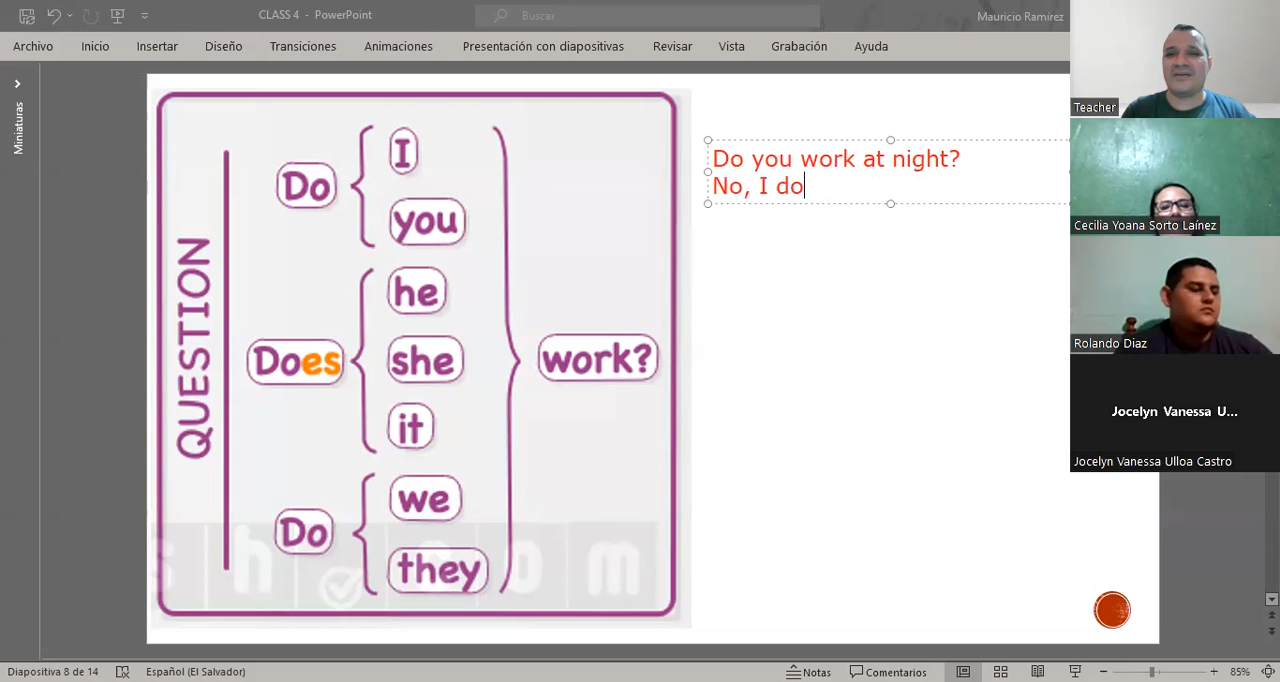 CLASS 4 - PowerPoint
Buscar
Mauricio Ramírez
Archivo Inicio Insertar Diseño Transiciones Animaciones Presentación con diapositivas Revisar Vista Grabación Ayuda
Miniaturas
QUESTION
Do
I
you
Does
he
she
it
Do
we
they
work?
Do you work at night?
No, I do
Teacher
Cecilia Yoana Sorto Laínez
Rolando Diaz
Jocelyn Vanessa U...
Jocelyn Vanessa Ulloa Castro
Diapositiva 8 de 14
Español (El Salvador)
Notas
Comentarios
85%